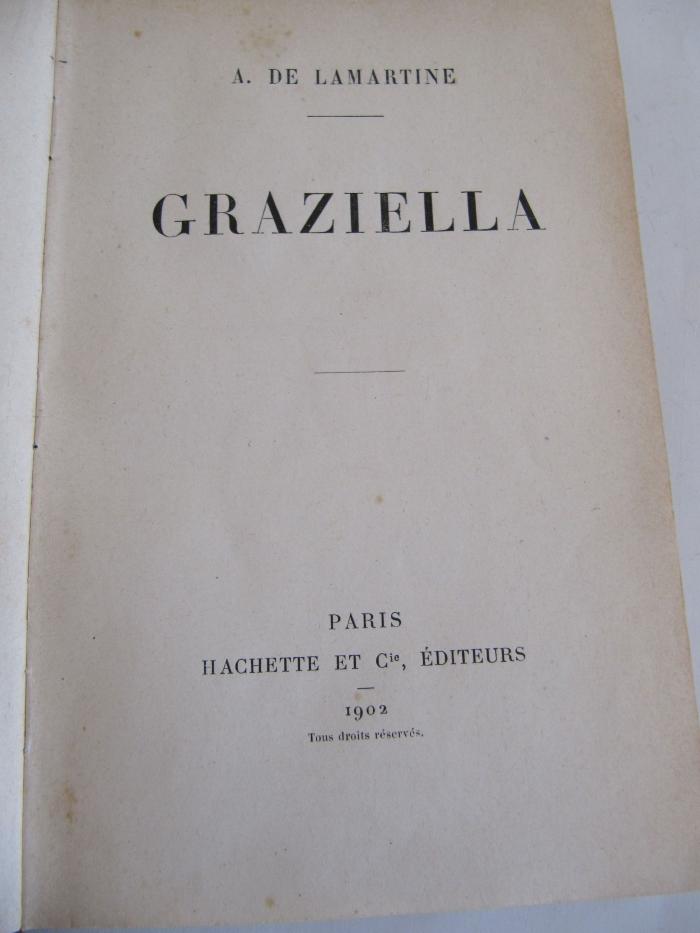 A. DE LAMARTINE
GRAZIELLA
PARIS
HACHETTE ET Cie, ÉDITEURS
1902
Tous droits réservés.